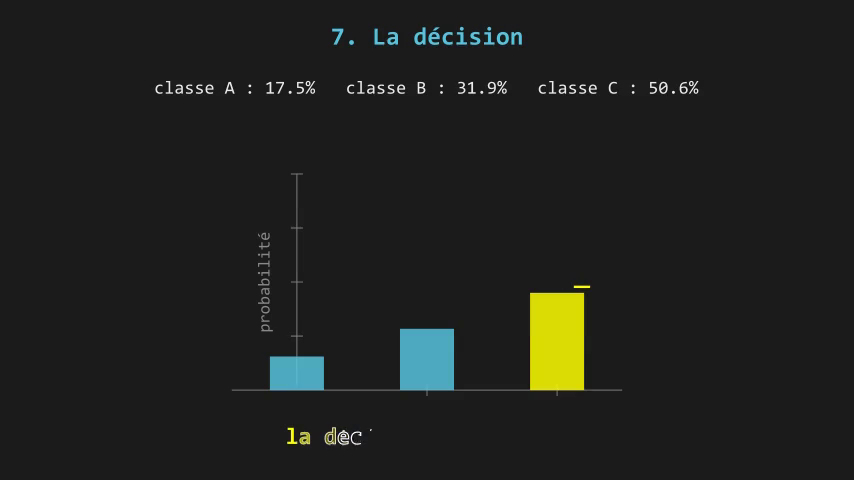 7. La décision
classe A : 17.5% classe B : 31.9% classe C : 50.6%
probabilité
la